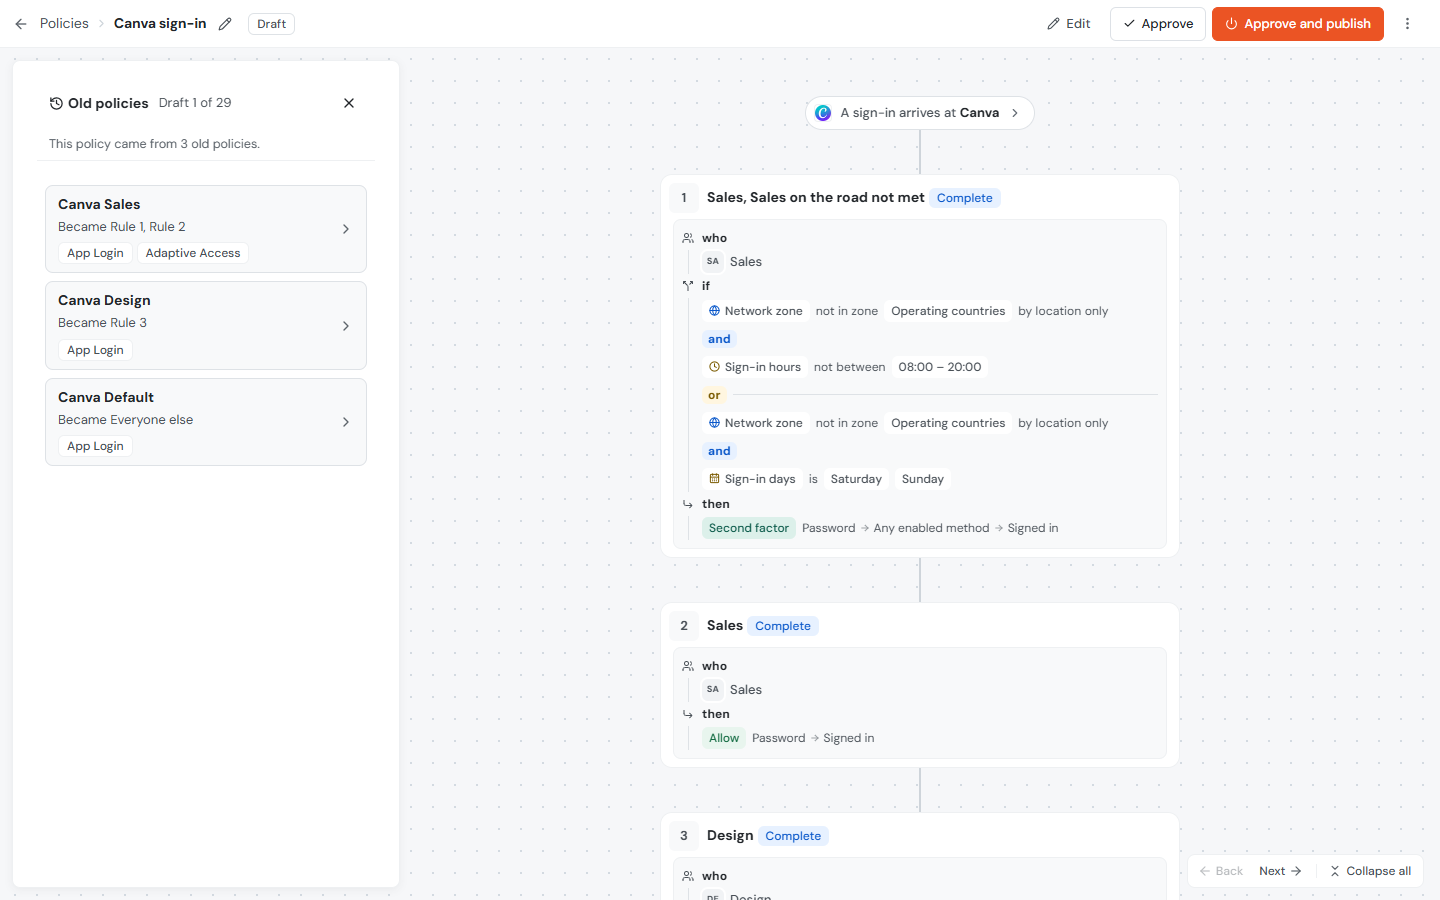 Policies
Canva sign-in
Draft
Edit
Approve
Approve and publish
Old policies
Draft 1 of 29
This policy came from 3 old policies.
Canva Sales
Became Rule 1, Rule 2
App Login
Adaptive Access
Canva Design
Became Rule 3
App Login
Canva Default
Became Everyone else
App Login
A sign-in arrives at Canva
1 Sales, Sales on the road not met Complete
who
SA Sales
if
Network zone not in zone Operating countries by location only
and
Sign-in hours not between 08:00 – 20:00
or
Network zone not in zone Operating countries by location only
and
Sign-in days is Saturday Sunday
then
Second factor Password → Any enabled method → Signed in
2 Sales Complete
who
SA Sales
then
Allow Password → Signed in
3 Design Complete
who
DE Design
← Back Next → Collapse all